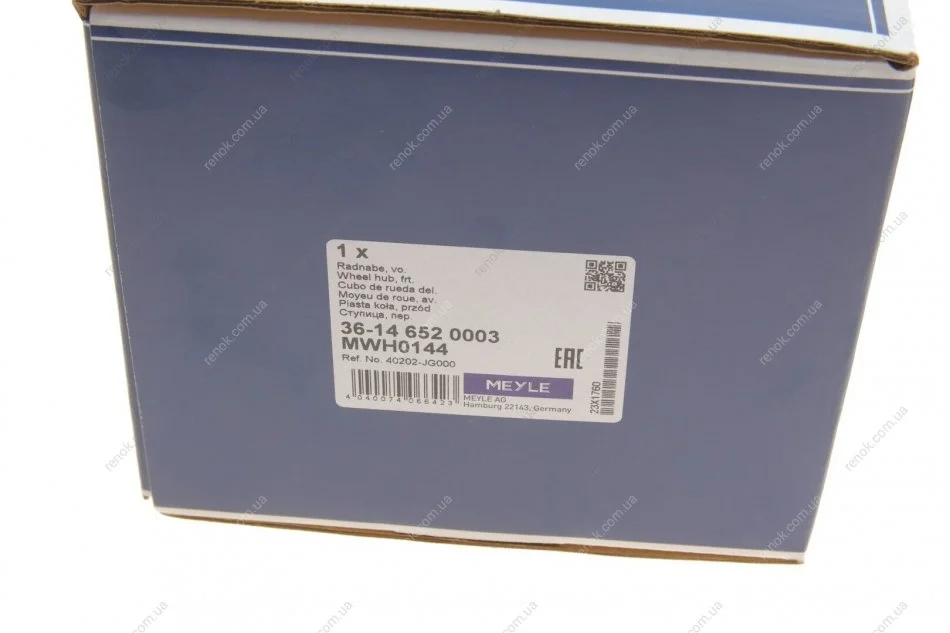 1 x
Radnabe, vo.
Wheel hub, frt.
Cubo de rueda del.
Moyeu de roue, av.
Piasta koła, przód
Ступица, пер.
36-14 652 0003
MWH0144
Ref. No. 40202-JG000
EAC
MEYLE
4 040074 066423
MEYLE AG
Hamburg 22143, Germany
23X1760
renok.com.ua